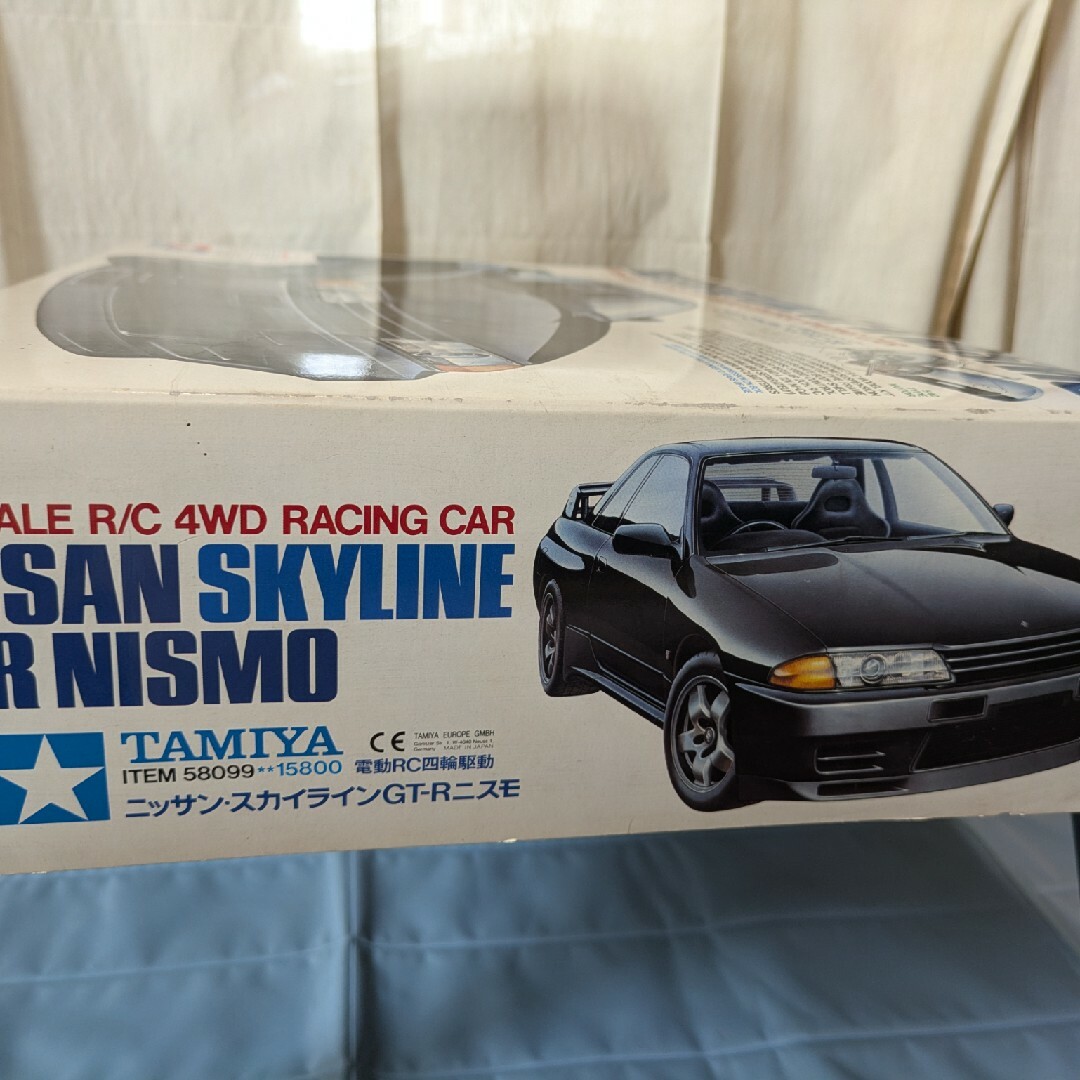 ALE R/C 4WD RACING CAR
SSAN SKYLINE
R NISMO
TAMIYA
CE TAMIYA EUROPE GMBH
Germany MADE IN JAPAN
ITEM 58099**15800 電動RC四輪駆動
ニッサン・スカイラインGT-Rニスモ